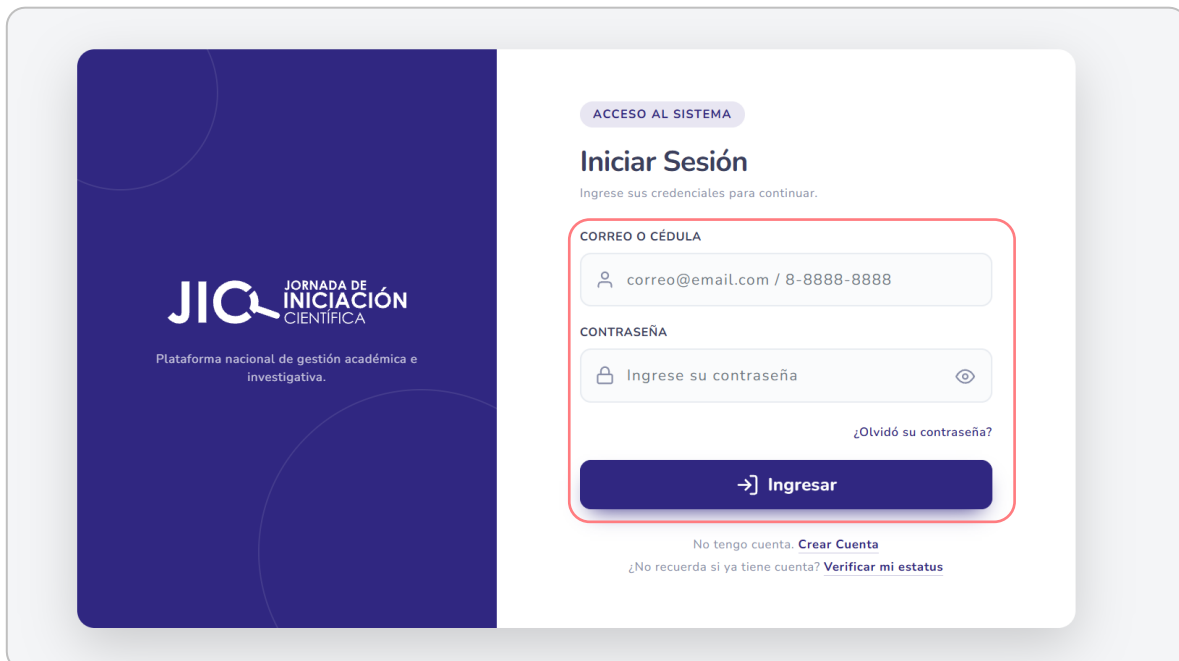 JIC
JORNADA DE
INICIACIÓN
CIENTÍFICA
Plataforma nacional de gestión académica e
investigativa.
ACCESO AL SISTEMA
Iniciar Sesión
Ingrese sus credenciales para continuar.
CORREO O CÉDULA
correo@email.com / 8-8888-8888
CONTRASEÑA
Ingrese su contraseña
¿Olvidó su contraseña?
Ingresar
No tengo cuenta. Crear Cuenta
¿No recuerda si ya tiene cuenta? Verificar mi estatus